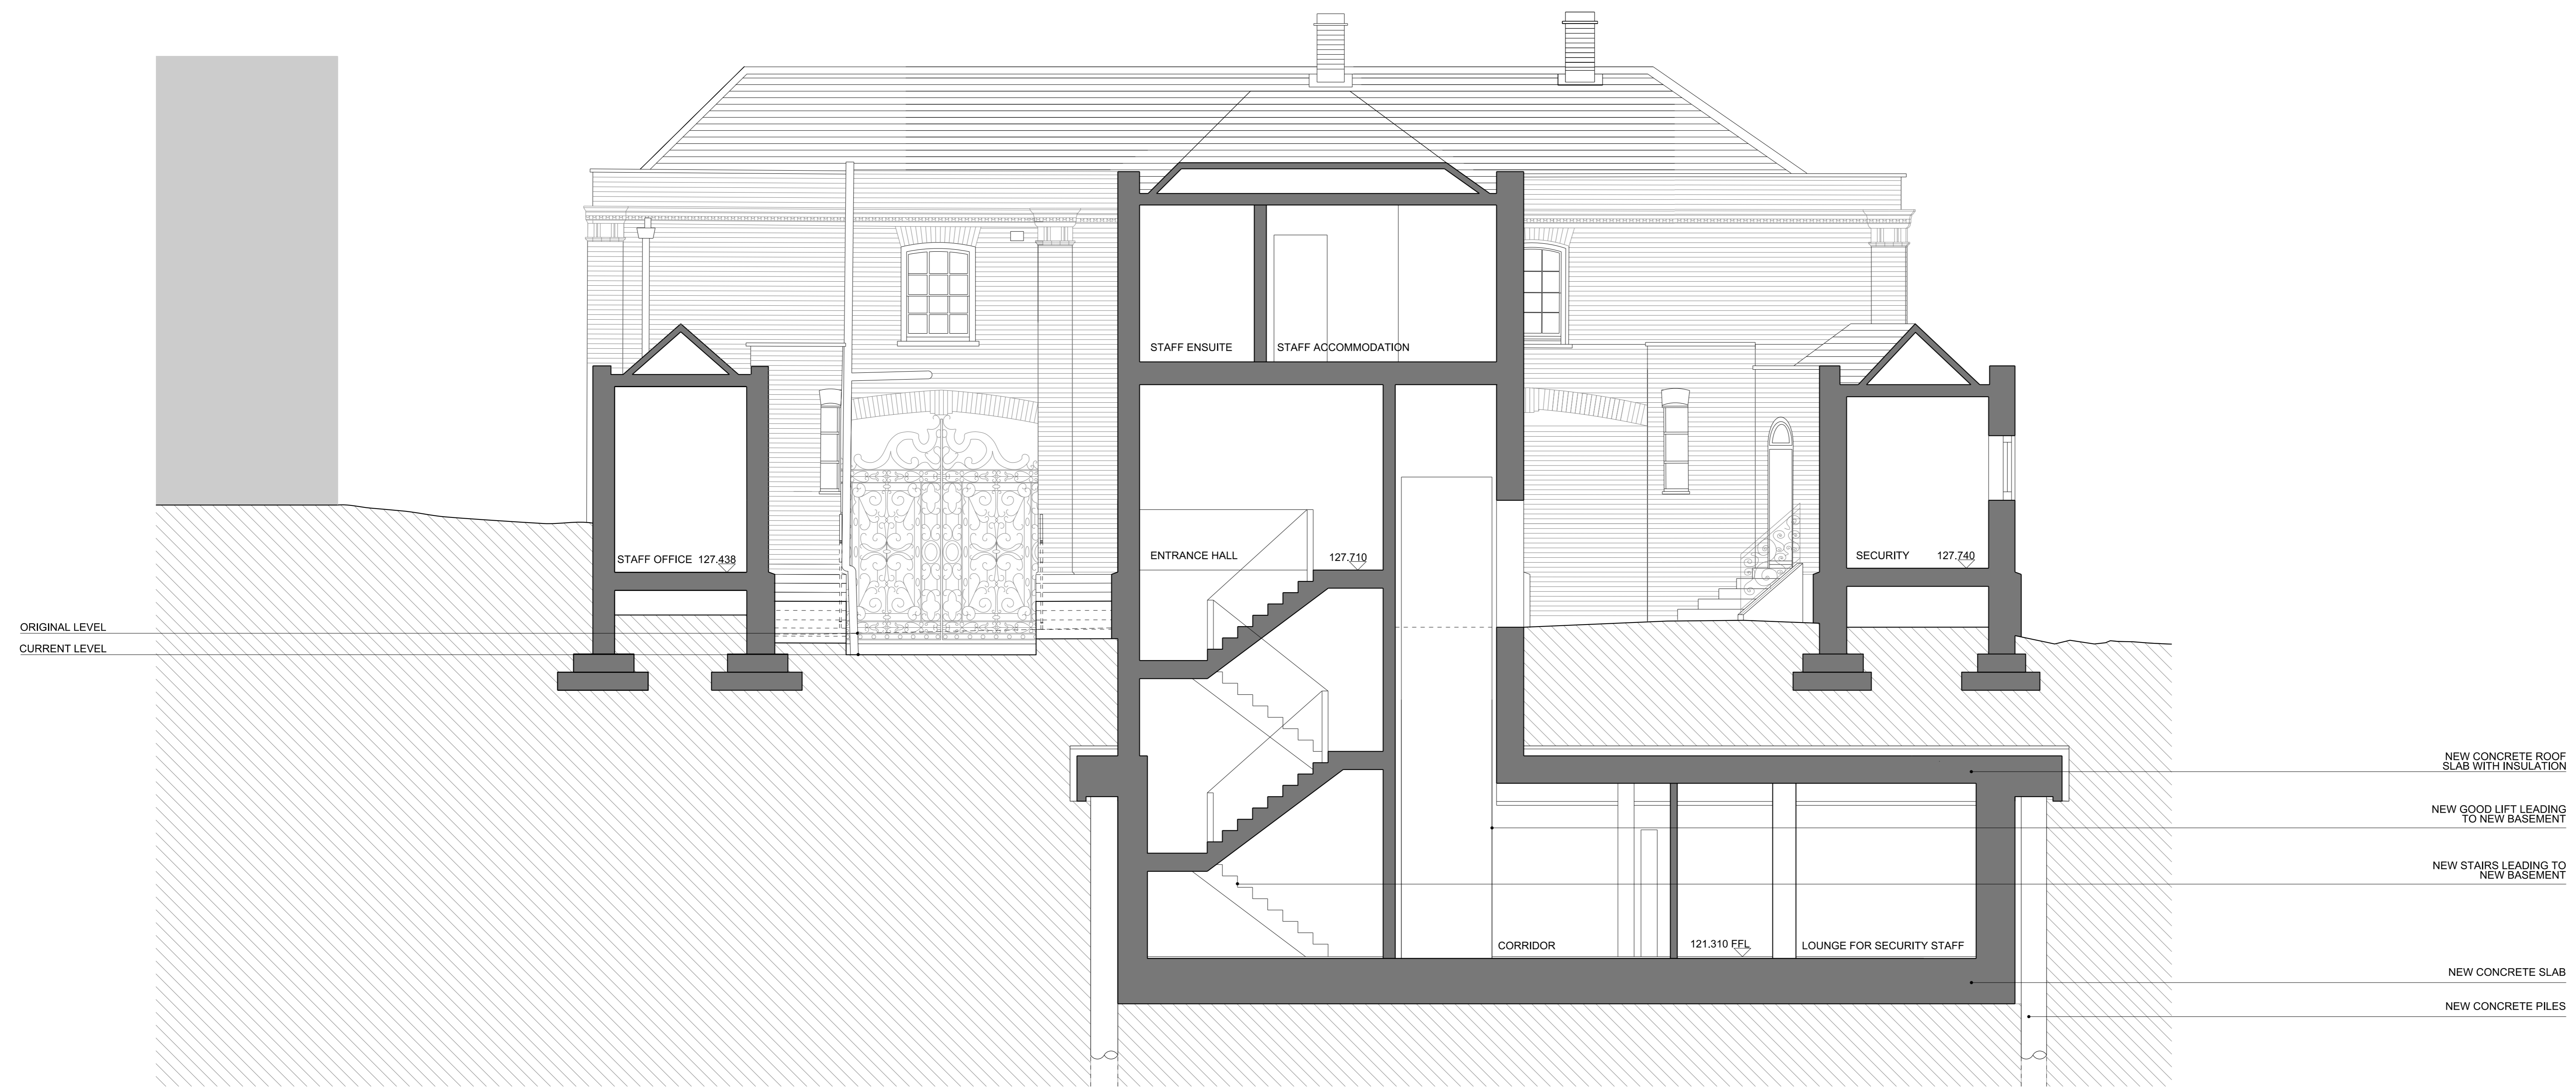 STAFF ENSUITE
STAFF ACCOMMODATION
STAFF OFFICE 127.438
ENTRANCE HALL
127.710
SECURITY 127.740
ORIGINAL LEVEL
CURRENT LEVEL
NEW CONCRETE ROOF
SLAB WITH INSULATION
NEW GOOD LIFT LEADING
TO NEW BASEMENT
NEW STAIRS LEADING TO
NEW BASEMENT
CORRIDOR
121.310 FFL
LOUNGE FOR SECURITY STAFF
NEW CONCRETE SLAB
NEW CONCRETE PILES